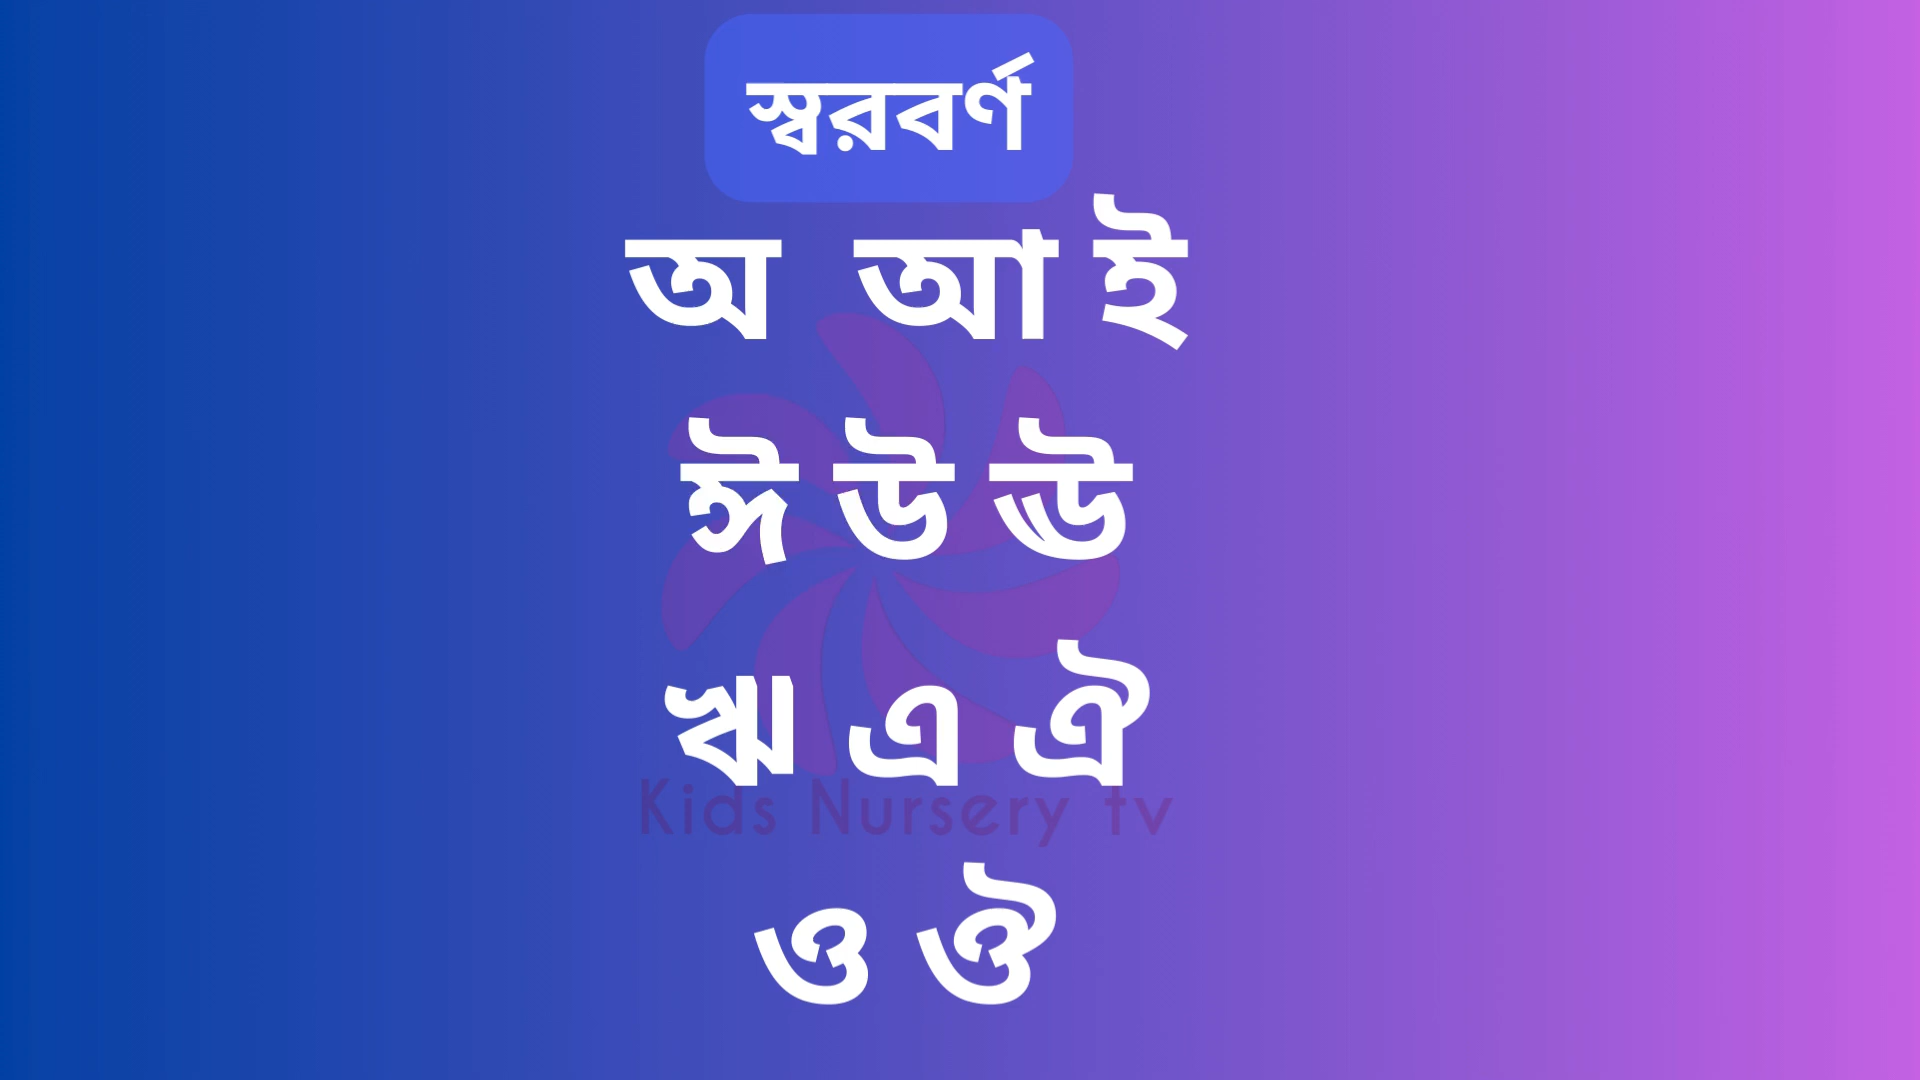 স্বরবর্ণ
অ আ ই
ঈ উ ঊ
ঋ এ ঐ
Kids Nursery tv
ও ঔ